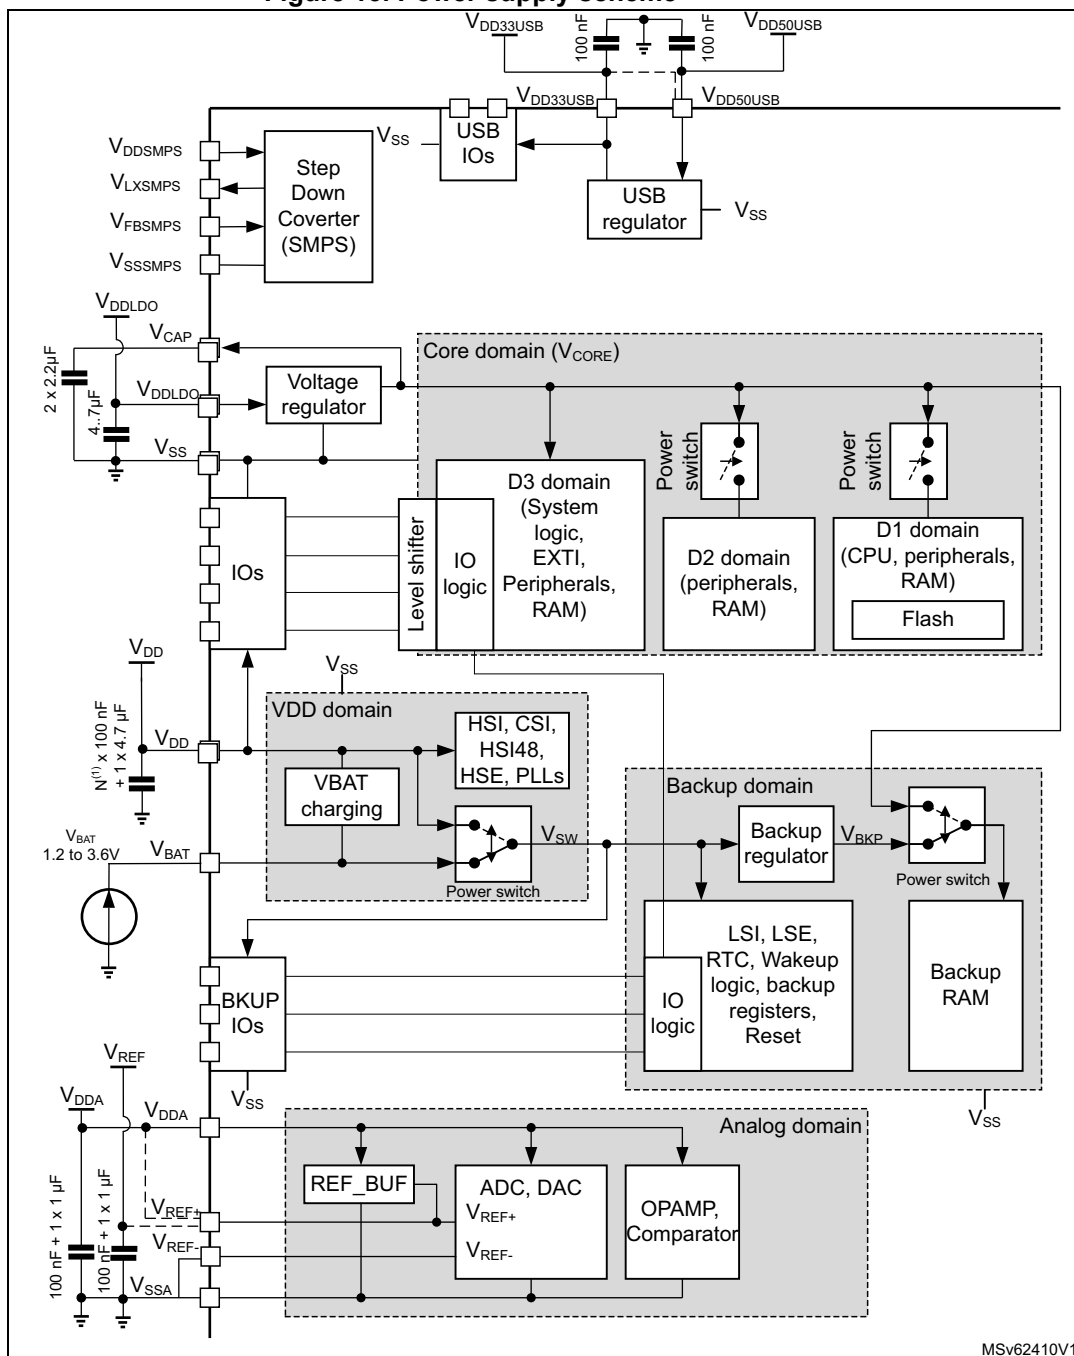 VDD33USB
100 nF
100 nF
VDD50USB
VDD33USB
VDD50USB
VSS
USB
IOs
USB
regulator
VSS
VDDSMPS
VLXSMPS
VFBSMPS
VSSSMPS
Step
Down
Coverter
(SMPS)
VDDLDO
VCAP
2 x 2.2µF
VDDLDO
4..7µF
VSS
Voltage
regulator
Core domain (VCORE)
Power
switch
Power
switch
D3 domain
(System
logic,
EXTI,
Peripherals,
RAM)
D2 domain
(peripherals,
RAM)
D1 domain
(CPU, peripherals,
RAM)
Flash
IOs
Level shifter
IO
logic
VDD
N(1) x 100 nF
+ 1 x 4.7 µF
VDD
VSS
VDD domain
HSI, CSI,
HSI48,
HSE, PLLs
VBAT
charging
VBAT
1.2 to 3.6V
VBAT
Power switch
VSW
Backup domain
Backup
regulator
VBKP
Power switch
BKUP
IOs
VSS
IO
logic
LSI, LSE,
RTC, Wakeup
logic, backup
registers,
Reset
Backup
RAM
VSS
VREF
VDDA
VDDA
100 nF + 1 x 1 µF
100 nF + 1 x 1 µF
VREF+
VREF-
VSSA
Analog domain
REF_BUF
ADC, DAC
VREF+
VREF-
OPAMP,
Comparator
MSv62410V1